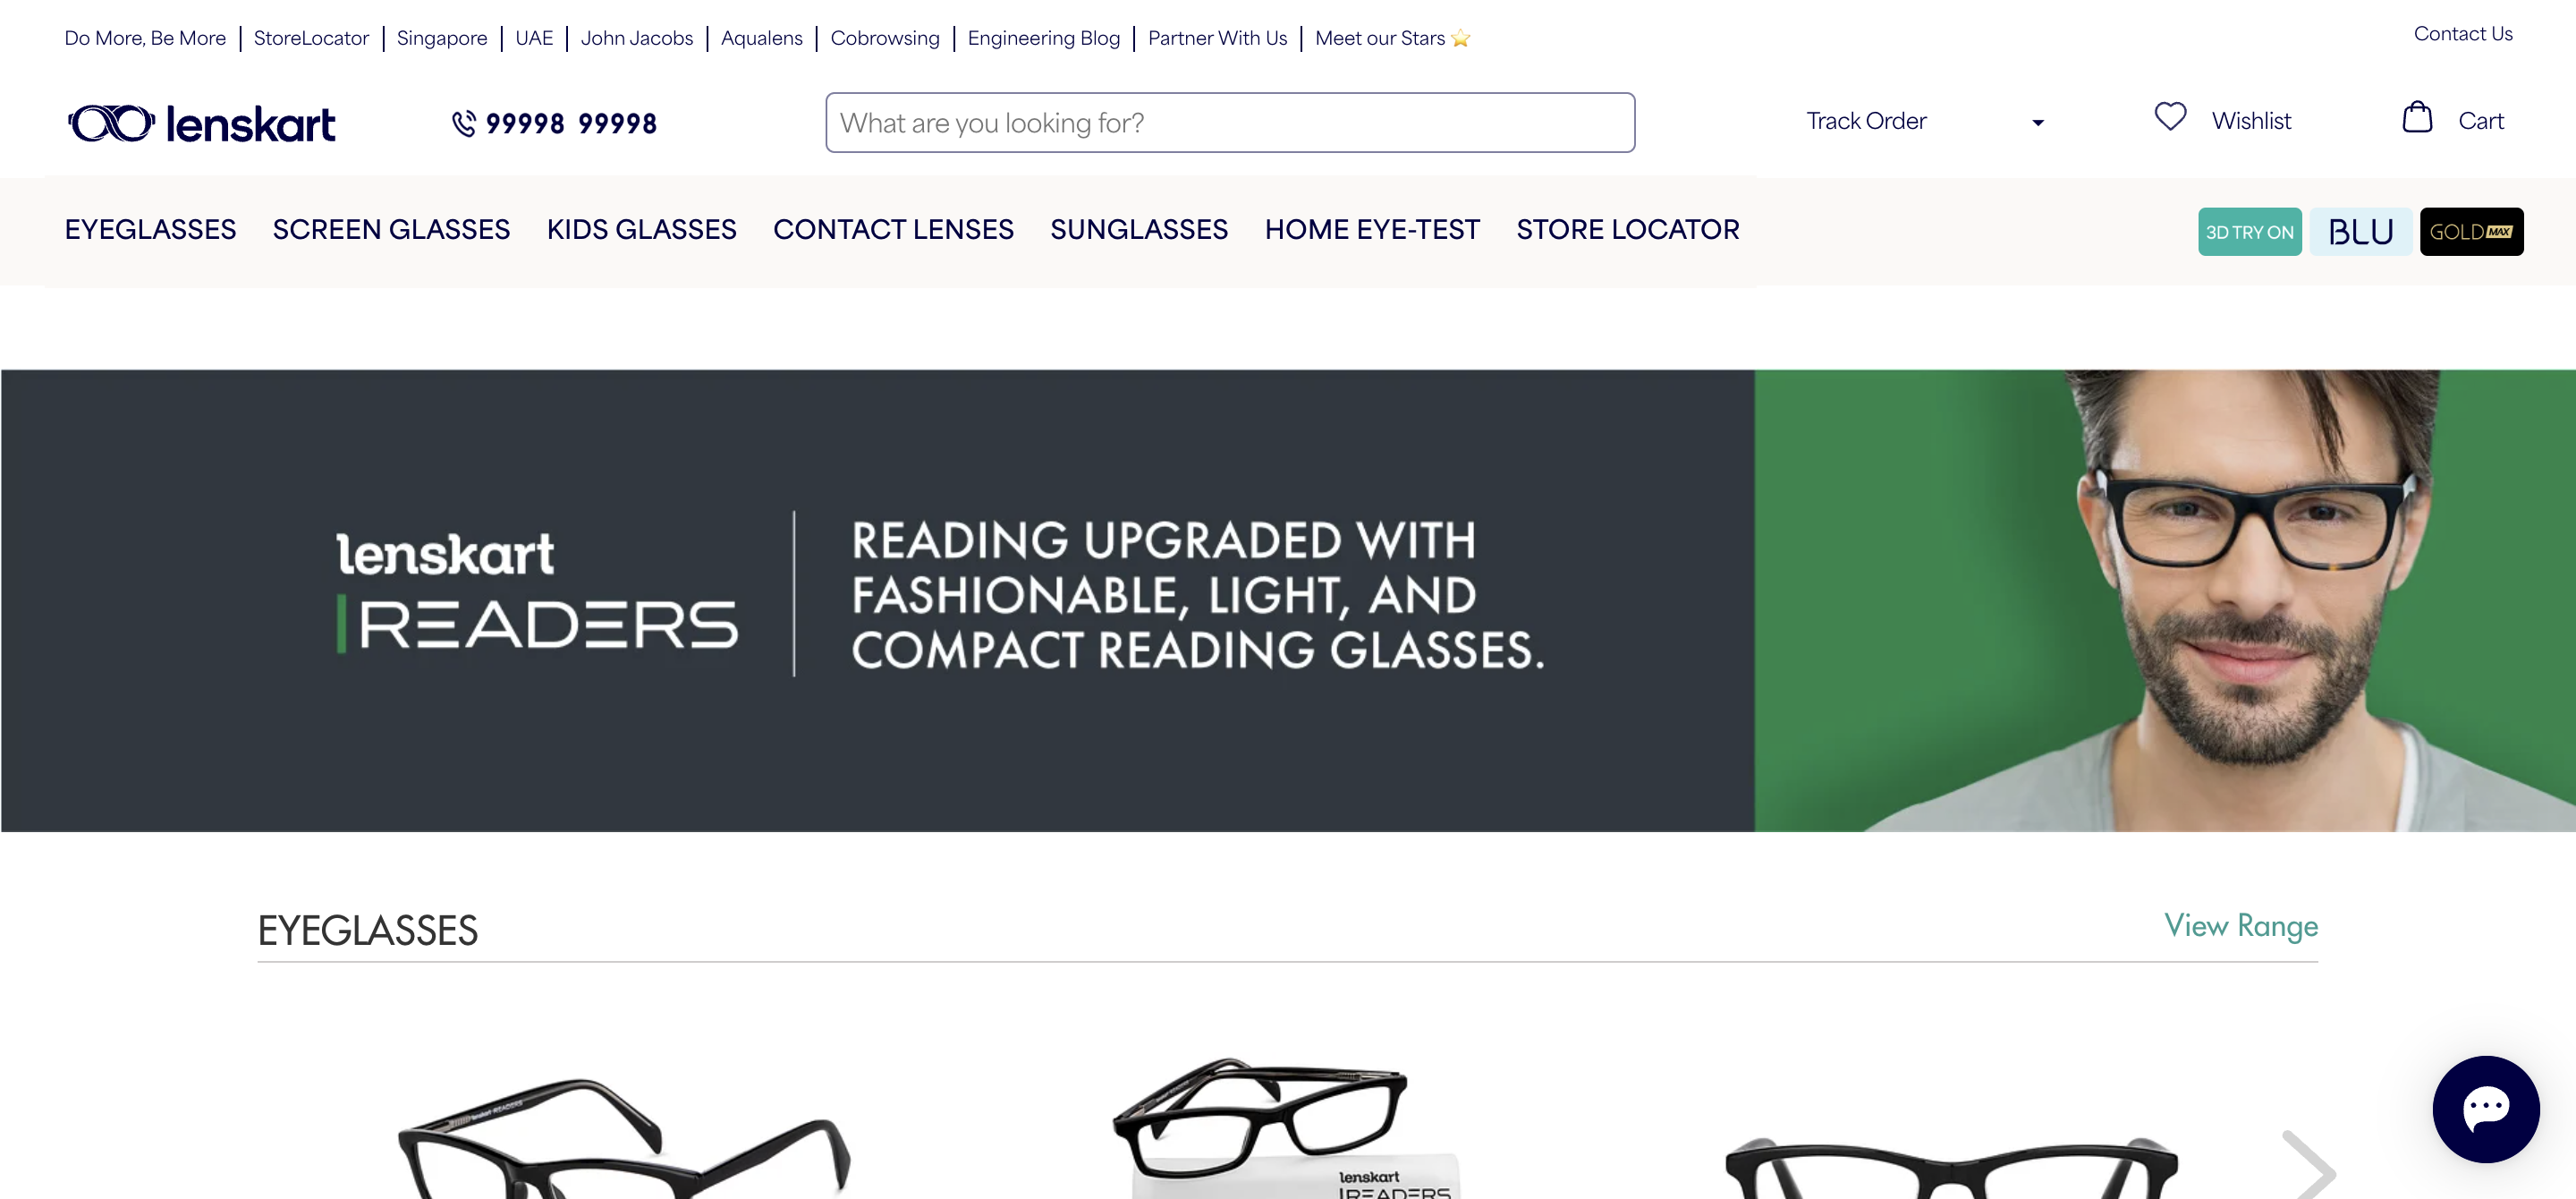 Do More, Be More | StoreLocator | Singapore | UAE | John Jacobs | Aqualens | Cobrowsing | Engineering Blog | Partner With Us | Meet our Stars ⭐
Contact Us
lenskart
99998 99998
What are you looking for?
Track Order
Wishlist
Cart
EYEGLASSES SCREEN GLASSES KIDS GLASSES CONTACT LENSES SUNGLASSES HOME EYE-TEST STORE LOCATOR
3D TRY ON
BLU
GOLD MAX
lenskart
READERS
READING UPGRADED WITH
FASHIONABLE, LIGHT, AND
COMPACT READING GLASSES.
EYEGLASSES
View Range
lenskart READERS
lenskart
READERS